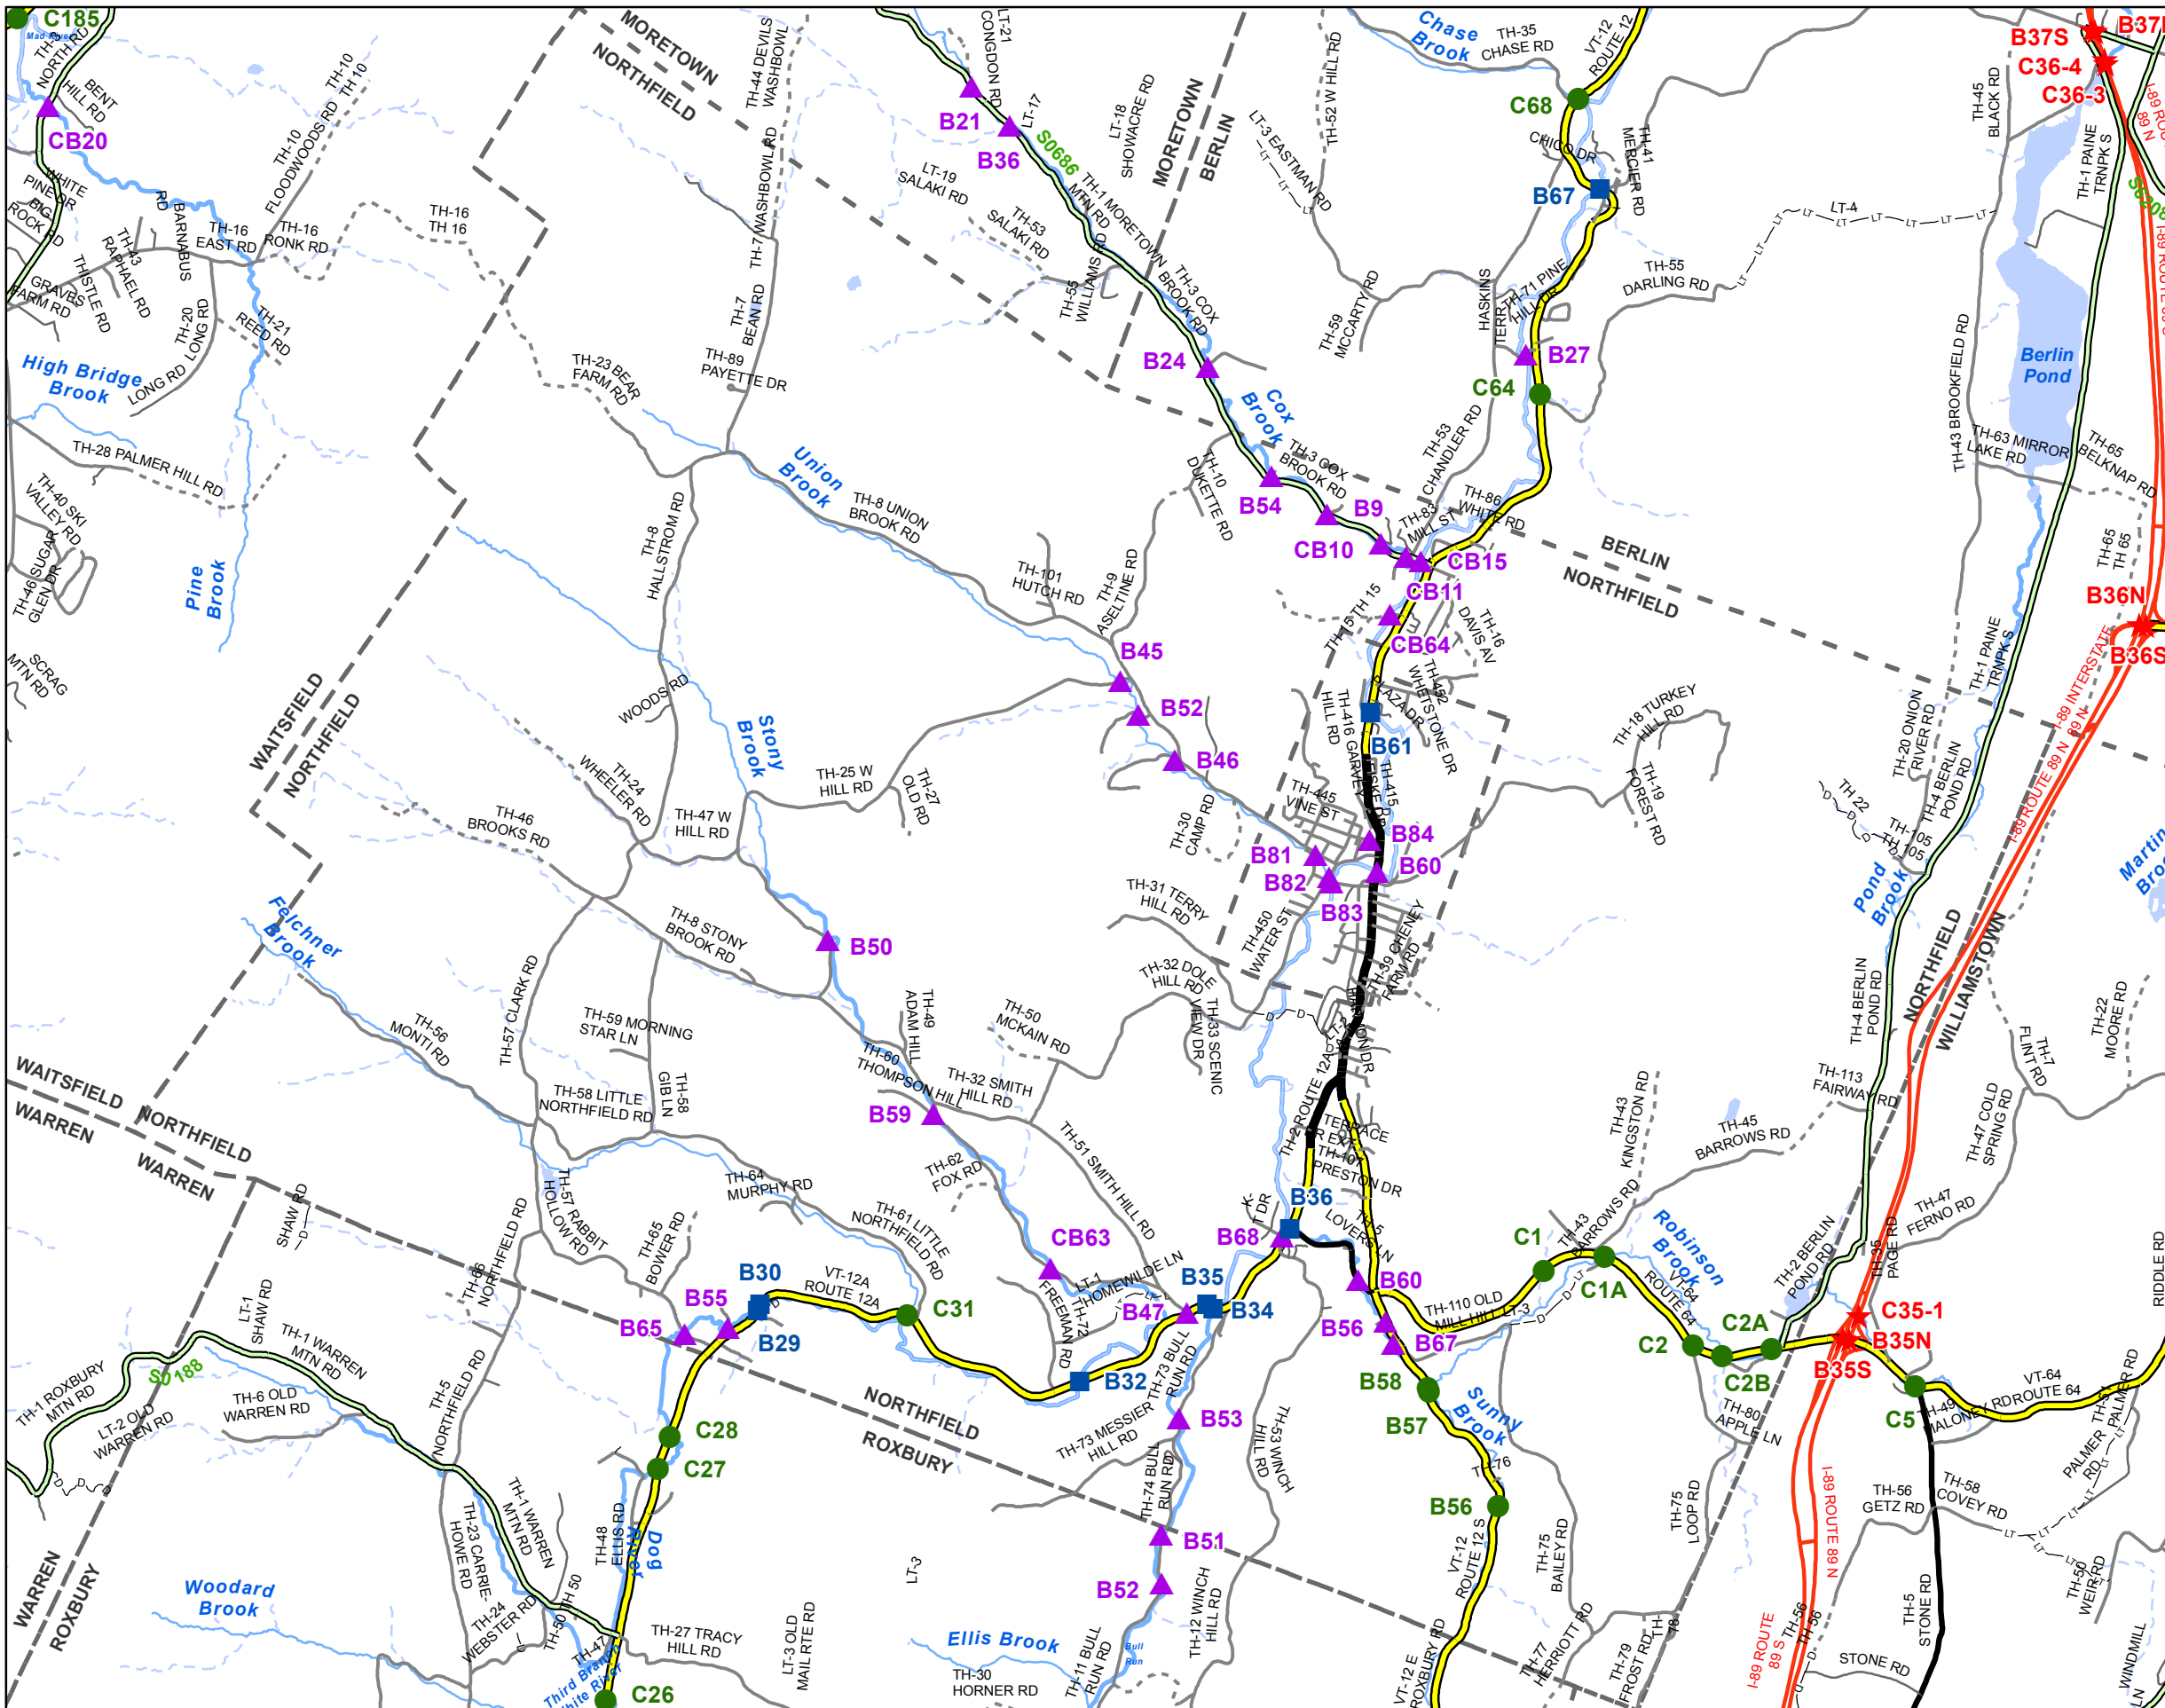 C185
Mad River
TH-3
NORTH RD
BENT
HILL RD
CB20
WHITE
PINE DR
BIG
ROCK RD
TH-10
TH 10
TH-10
FLOODWOODS RD
TH-44 DEVILS
WASHBOWL
MORETOWN
NORTHFIELD
LT-21
CONGDON RD
B21
B36
LT-17
S0686
LT-18
SHOWACRE RD
MORETOWN
BERLIN
LT-3 EASTMAN RD
TH-52 W HILL RD
Chase
Brook
TH-35
CHASE RD
VT-12
ROUTE 12
C68
CHICO DR
TH-41
MERCIER RD
B67
LT-4
TH-45
BLACK RD
B37S
C36-4
C36-3
TH-1 PAINE
TRNPK S
RD
BARNABUS
TH-16
EAST RD
TH-16
RONK RD
TH-16
TH 16
TH-43
RAPHAEL RD
THISTLE RD
GRAVES
FARM RD
TH-20
LONG RD
LONG RD
TH-21
REED RD
TH-7 WASHBOWL RD
TH-7
BEAN RD
TH-89
PAYETTE DR
TH-23 BEAR
FARM RD
LT-19
SALAKI RD
TH-53
SALAKI RD
TH-55
WILLIAMS RD
TH-1 MORETOWN
MTN RD
TH-3 COX
BROOK RD
B24
Cox
Brook
TH-59
MCCARTY RD
HASKINS
TERR
TH-71 PINE
HILL DR
TH-55
DARLING RD
B27
C64
Berlin
Pond
TH-43 BROOKFIELD RD
TH-63 MIRROR
LAKE RD
TH-65
BELKNAP RD
High Bridge
Brook
TH-28 PALMER HILL RD
TH-40 SKI
VALLEY RD
TH-46 SUGAR
GLEN DR
Pine
Brook
SCRAG
MTN RD
Union
Brook
TH-8 UNION
BROOK RD
TH-8
HALLSTROM RD
TH-10
DUKETTE RD
B54
TH-3 COX
BROOK RD
B9
TH-53
CHANDLER RD
TH-86
WHITE RD
TH-83
MILL ST
CB10
CB15
CB11
CB64
TH-15 TH 15
TH-16
DAVIS AV
BERLIN
NORTHFIELD
TH-65
TH 65
B36N
B36S
TH-101
HUTCH RD
TH-9
ASELTINE RD
B45
B52
B46
WAITSFIELD
NORTHFIELD
WOODS RD
Stony
Brook
TH-24
WHEELER RD
TH-46
BROOKS RD
TH-47 W
HILL RD
TH-25 W
HILL RD
TH-27
OLD RD
TH-30
CAMP RD
TH-416 GARVEY
HILL RD
PLAZA DR
TH-452
WHETSTONE DR
B61
TH-415
TH-445
VINE ST
B84
B81
B60
B82
B83
TH-18 TURKEY
HILL RD
TH-19
FOREST RD
TH-20 ONION
RIVER RD
TH-1 PAINE
TRNPK S
TH-4 BERLIN
POND RD
TH 22
TH-105
TH 105
I-89 INTERSTATE
89 N
I-89 ROUTE 89 N
Pond
Brook
Felchner
Brook
TH-8 STONY
BROOK RD
B50
TH-31 TERRY
HILL RD
TH-450
WATER ST
TH-32 DOLE
HILL RD
TH-33 SCENIC
VIEW DR
TH-39 CHENEY
FARM RD
TH-4 BERLIN
POND RD
NORTHFIELD
WILLIAMSTOWN
TH-22
MOORE RD
TH-7
FLINT RD
TH-56
MONTI RD
TH-57 CLARK RD
TH-59 MORNING
STAR LN
TH-58 LITTLE
NORTHFIELD RD
TH-58
GIB LN
TH-49
ADAM HILL
TH-50
MCKAIN RD
TH-60
THOMPSON HILL
TH-32 SMITH
HILL RD
B59
TH-62
FOX RD
TH-51 SMITH HILL RD
TH-2 ROUTE 12A
TERRACE
TH-107
PRESTON DR
TH-43
KINGSTON RD
TH-45
BARROWS RD
TH-113
FAIRWAY RD
TH-47 COLD
SPRING RD
TH-47
FERNO RD
WAITSFIELD
WARREN
NORTHFIELD
WARREN
SHAW RD
LT-1
SHAW RD
TH-66
NORTHFIELD RD
TH-57 RABBIT
HOLLOW RD
TH-65
BOWER RD
TH-64
MURPHY RD
TH-61 LITTLE
NORTHFIELD RD
VT-12A
ROUTE 12A
B30
B55
B65
B29
C31
CB63
LT-1
HOMEWILDE LN
FREEMAN RD
TH-72
B47
B35
B34
B32
B68
B36
K-T DR
TH-5
LOVERS LN
B60
B56
B67
TH-110 OLD
MILL HILL
LT-3
C1
C1A
TH-43
BARROWS RD
Robinson
Brook
VT-64
ROUTE 64
C2
C2A
C2B
TH-2 BERLIN
POND RD
TH-35
PAGE RD
C35-1
B35N
B35S
C5
TH-49
MALONEY RD
VT-64
ROUTE 64
RIDDLE RD
TH-1 ROXBURY
MTN RD
S0188
TH-1 WARREN
MTN RD
TH-6 OLD
WARREN RD
LT-2 OLD
WARREN RD
TH-5
NORTHFIELD RD
C28
C27
NORTHFIELD
ROXBURY
TH-73 MESSIER
HILL RD
TH-73 BULL
RUN RD
B53
TH-74 BULL
RUN RD
TH-53 WINCH
HILL RD
B51
B52
B58
B57
Sunny
Brook
TH-76
B56
VT-12
ROUTE 12 S
TH-75
BAILEY RD
TH-75
LOOP RD
TH-80
APPLE LN
TH-56
GETZ RD
TH-58
COVEY RD
PALMER RD
I-89 ROUTE 89 N
WARREN
ROXBURY
Woodard
Brook
TH-23 CARRIE-
HOWE RD
TH-1 WARREN
MTN RD
TH-24
WEBSTER RD
TH-50 TH 50
TH-48
ELLIS RD
Dog
River
TH-47
Third Branch
White River
C26
TH-27 TRACY
HILL RD
LT-3 OLD
MAIL RTE RD
LT-3
Ellis Brook
TH-30
HORNER RD
TH-11 BULL
RUN RD
Bull
Run
TH-12 WINCH
HILL RD
VT-12 E
ROXBURY RD
TH-77
HERRIOTT RD
TH-79
FROST RD
TH-
78
I-89 ROUTE
89 S
TH-56
TH-56
TH-5
STONE RD
STONE RD
TH-50
WEIR RD
WINDMILL
LN